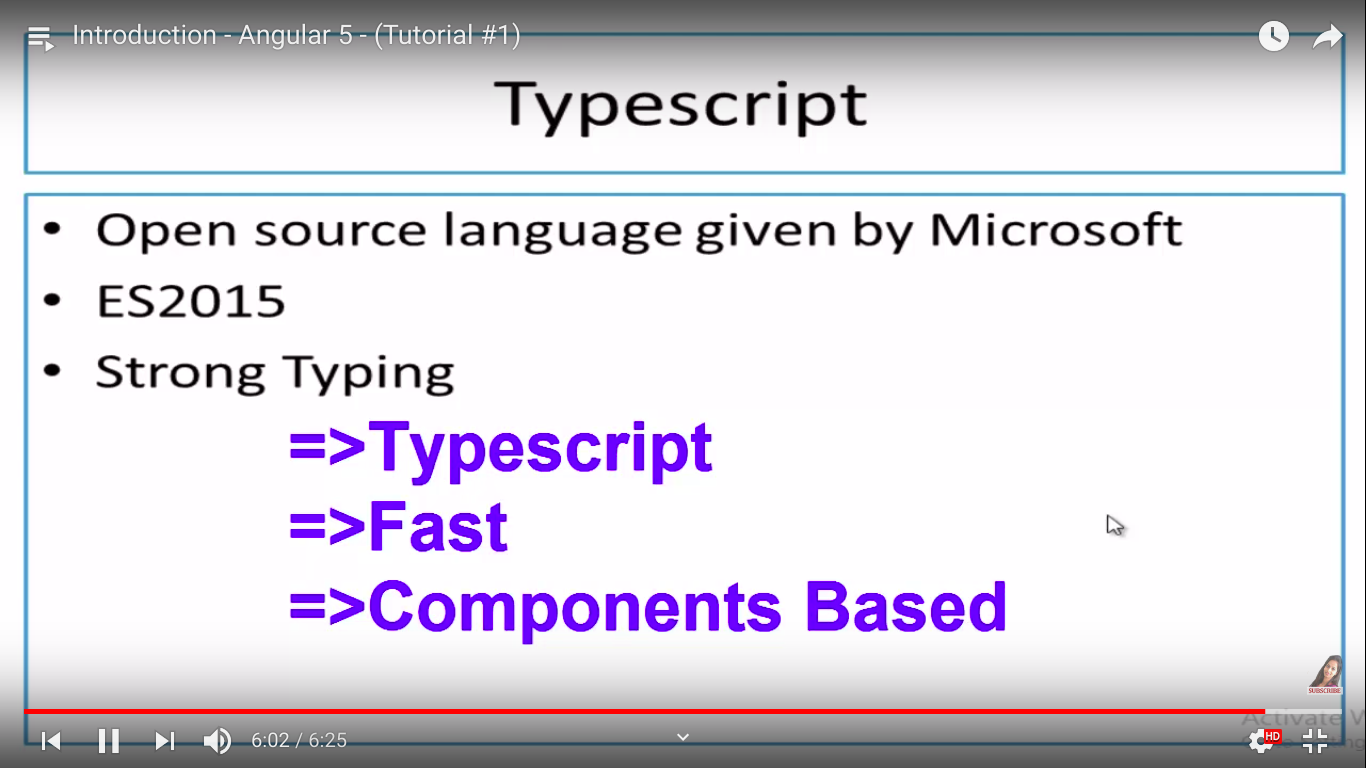 Introduction - Angular 5 - (Tutorial #1)
Typescript
• Open source language given by Microsoft
• ES2015
• Strong Typing
=>Typescript
=>Fast
=>Components Based
SUBSCRIBE
Activate
6:02 / 6:25
HD